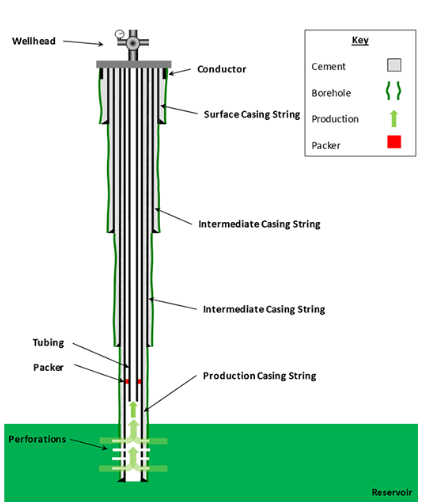 Wellhead
Conductor
Surface Casing String
Key
Cement
Borehole
Production
Packer
Intermediate Casing String
Intermediate Casing String
Tubing
Packer
Production Casing String
Perforations
Reservoir